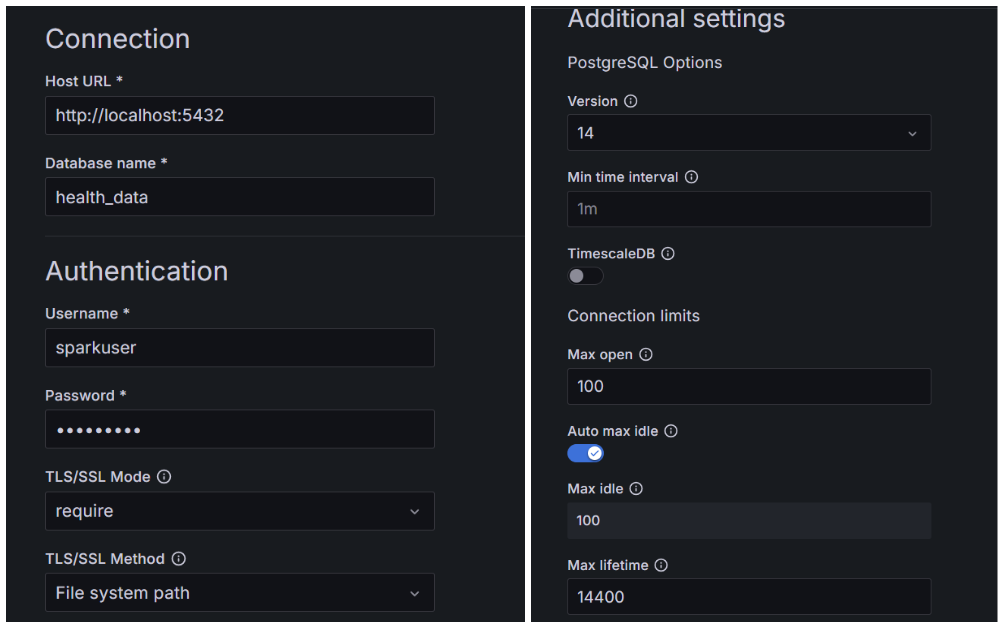 Connection
Host URL *
http://localhost:5432
Database name *
health_data
Authentication
Username *
sparkuser
Password *
•••••••••
TLS/SSL Mode
require
TLS/SSL Method
File system path
Additional settings
PostgreSQL Options
Version
14
Min time interval
1m
TimescaleDB
Connection limits
Max open
100
Auto max idle
Max idle
100
Max lifetime
14400